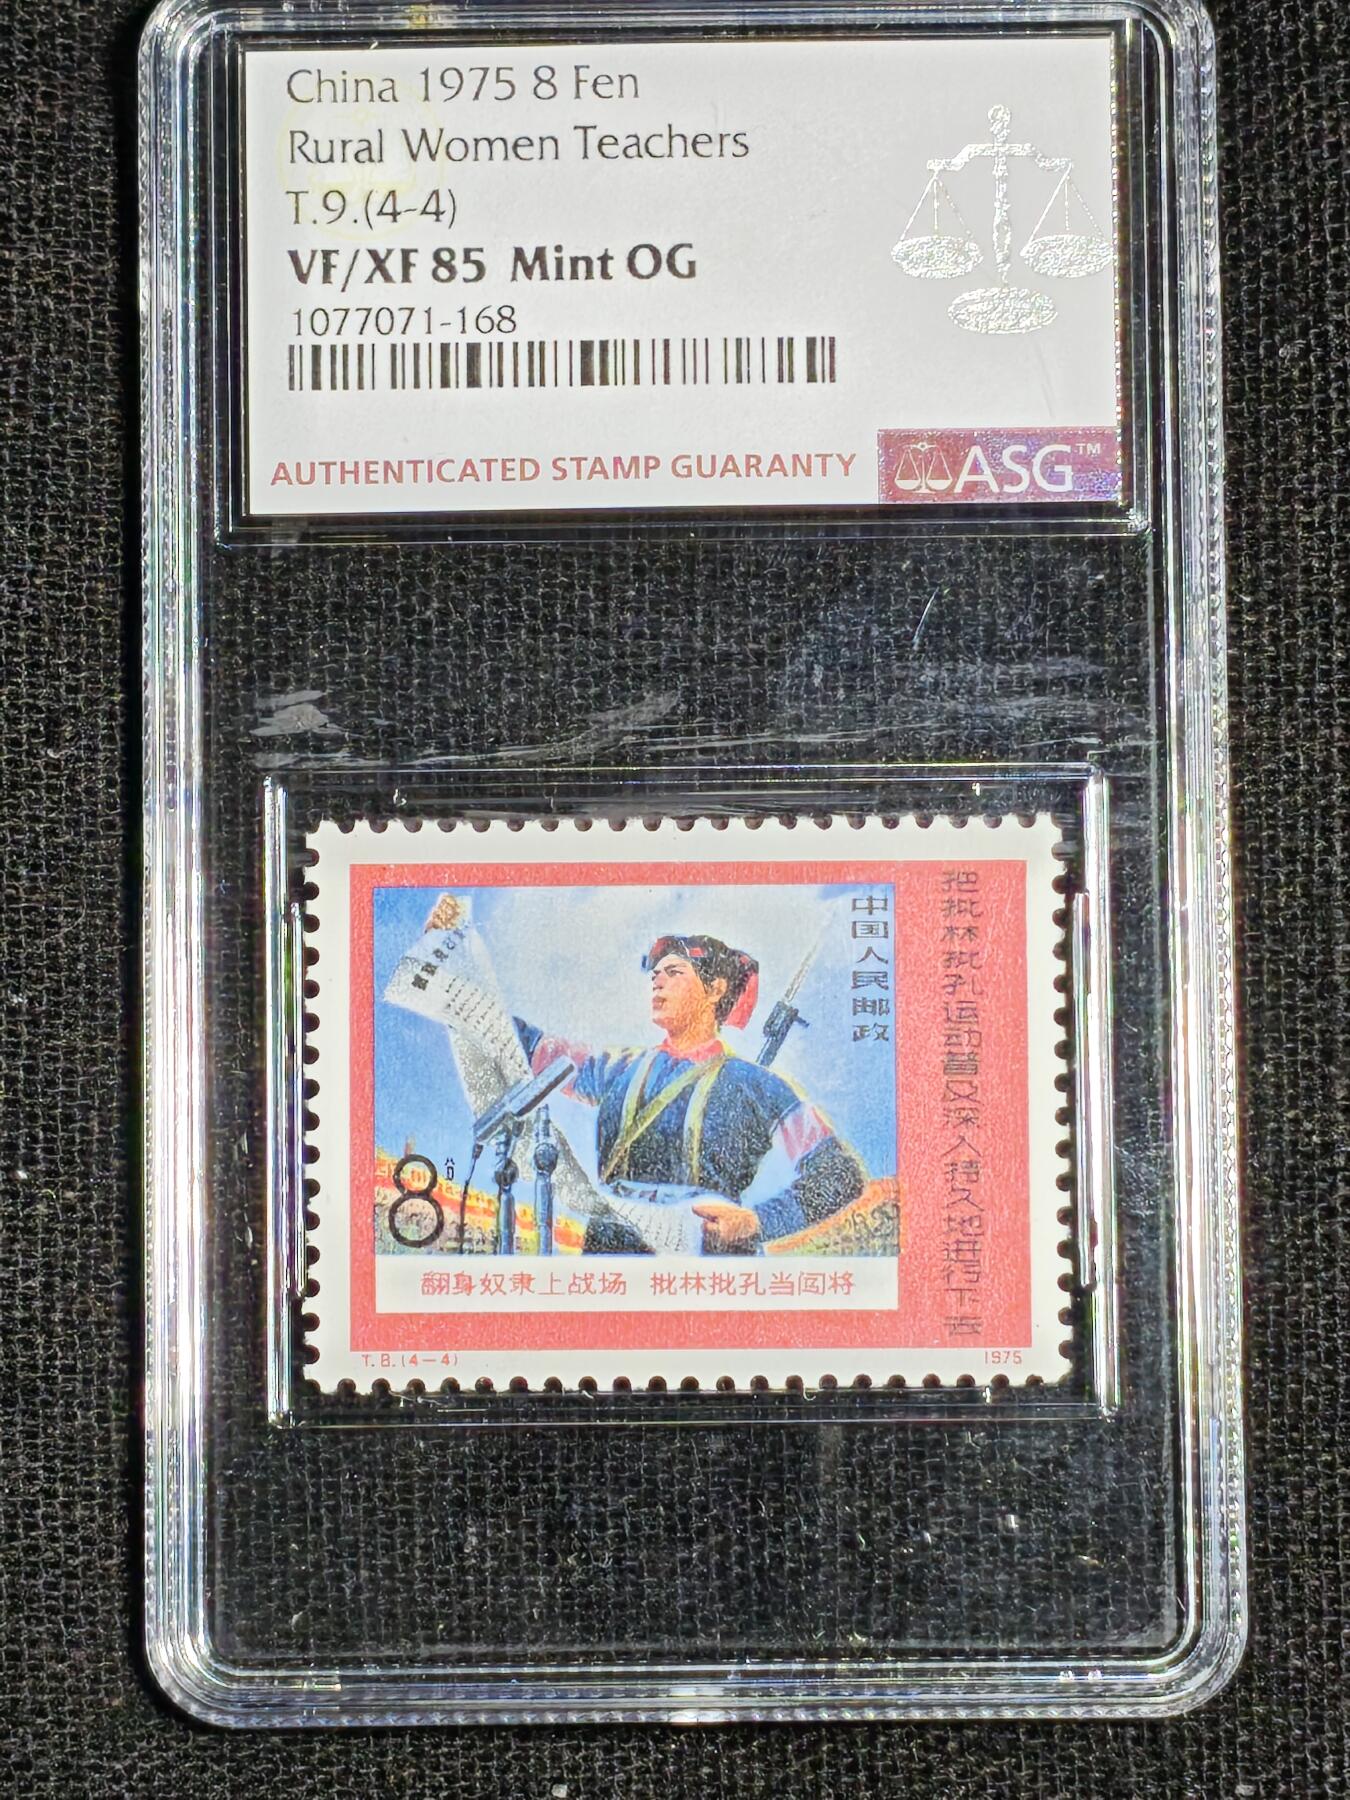 China 1975 8 Fen
Rural Women Teachers
T.9.(4-4)
VF/XF 85 Mint OG
1077071-168
AUTHENTICATED STAMP GUARANTY
ASG™
中国人民邮政
把批林批孔运动普及深入持久地进行下去
8分
翻身奴隶上战场 批林批孔当闯将
T.8.(4—4)
1975